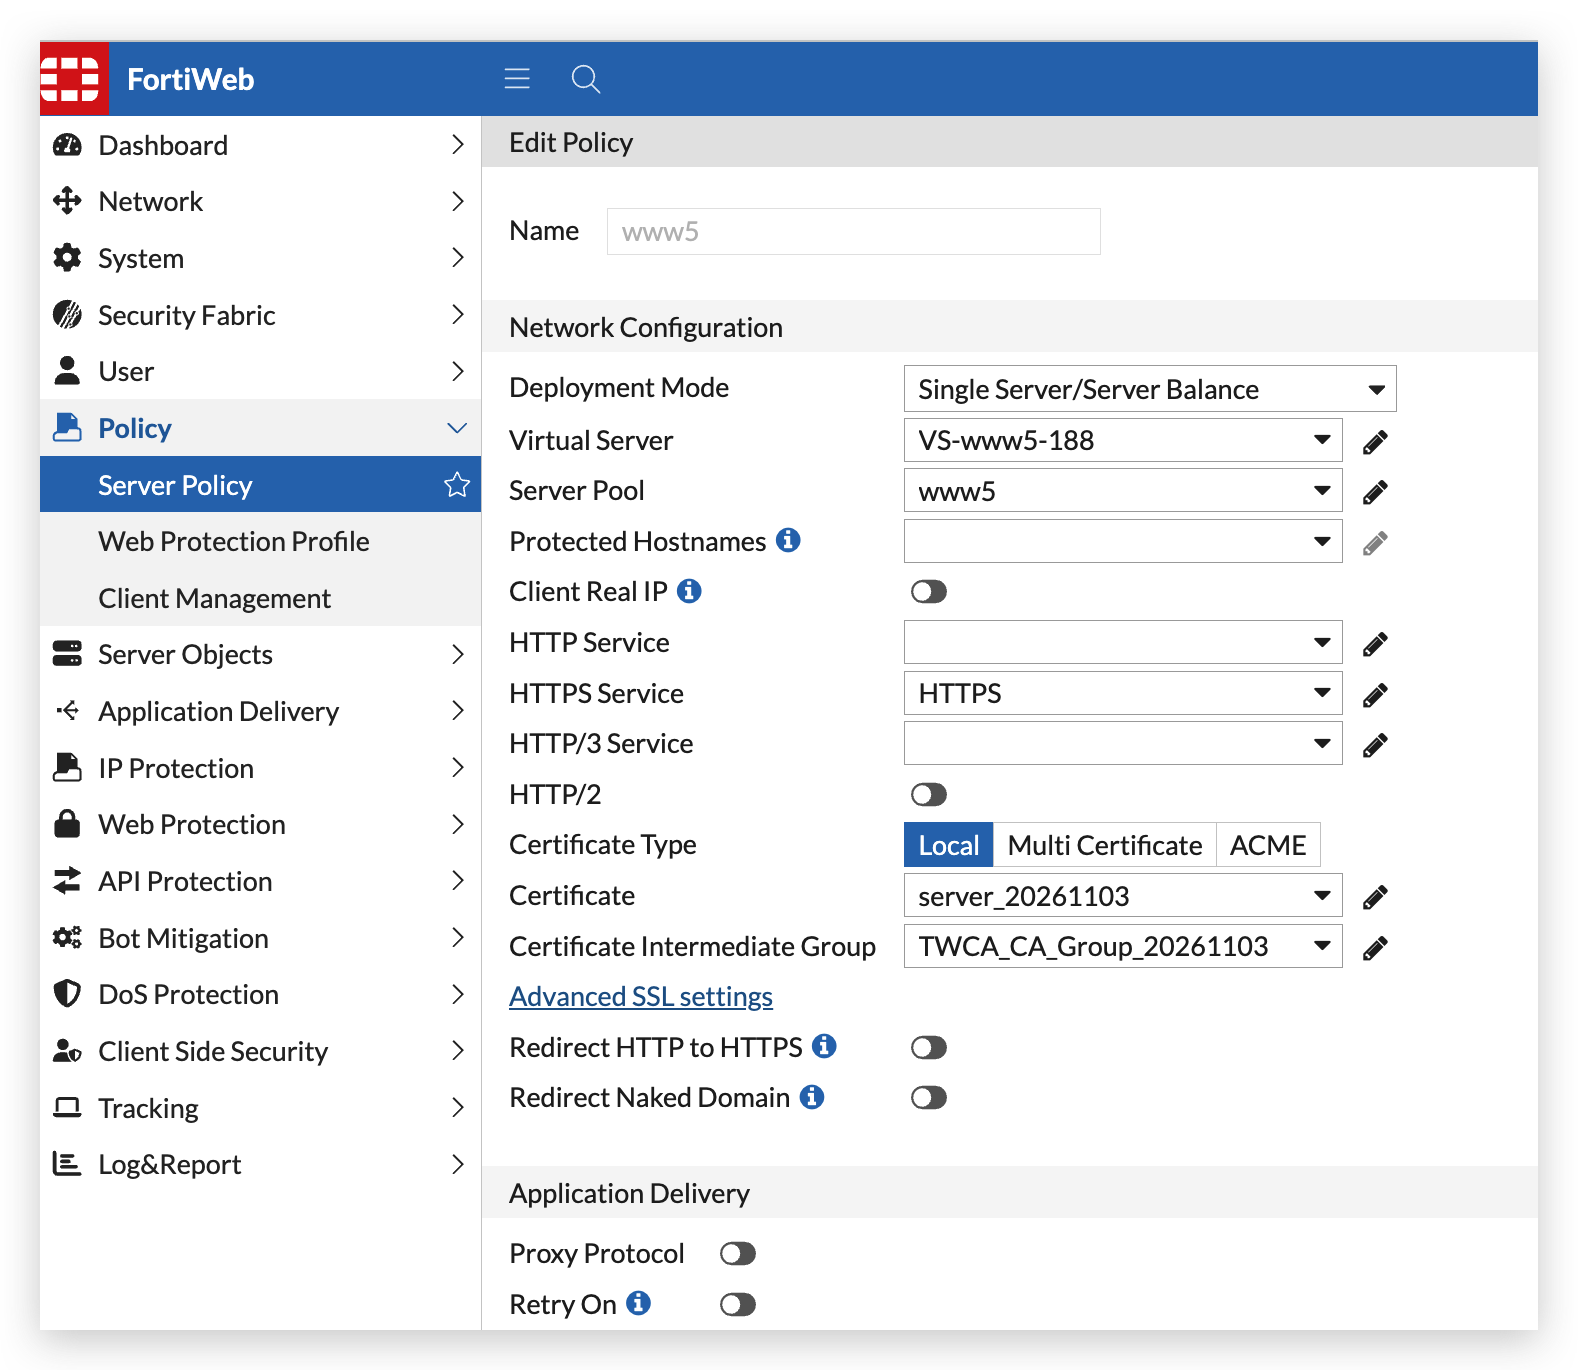 FortiWeb
Dashboard
Network
System
Security Fabric
User
Policy
Server Policy
Web Protection Profile
Client Management
Server Objects
Application Delivery
IP Protection
Web Protection
API Protection
Bot Mitigation
DoS Protection
Client Side Security
Tracking
Log&Report
Edit Policy
Name www5
Network Configuration
Deployment Mode Single Server/Server Balance
Virtual Server VS-www5-188
Server Pool www5
Protected Hostnames
Client Real IP
HTTP Service
HTTPS Service HTTPS
HTTP/3 Service
HTTP/2
Certificate Type Local Multi Certificate ACME
Certificate server_20261103
Certificate Intermediate Group TWCA_CA_Group_20261103
Advanced SSL settings
Redirect HTTP to HTTPS
Redirect Naked Domain
Application Delivery
Proxy Protocol
Retry On